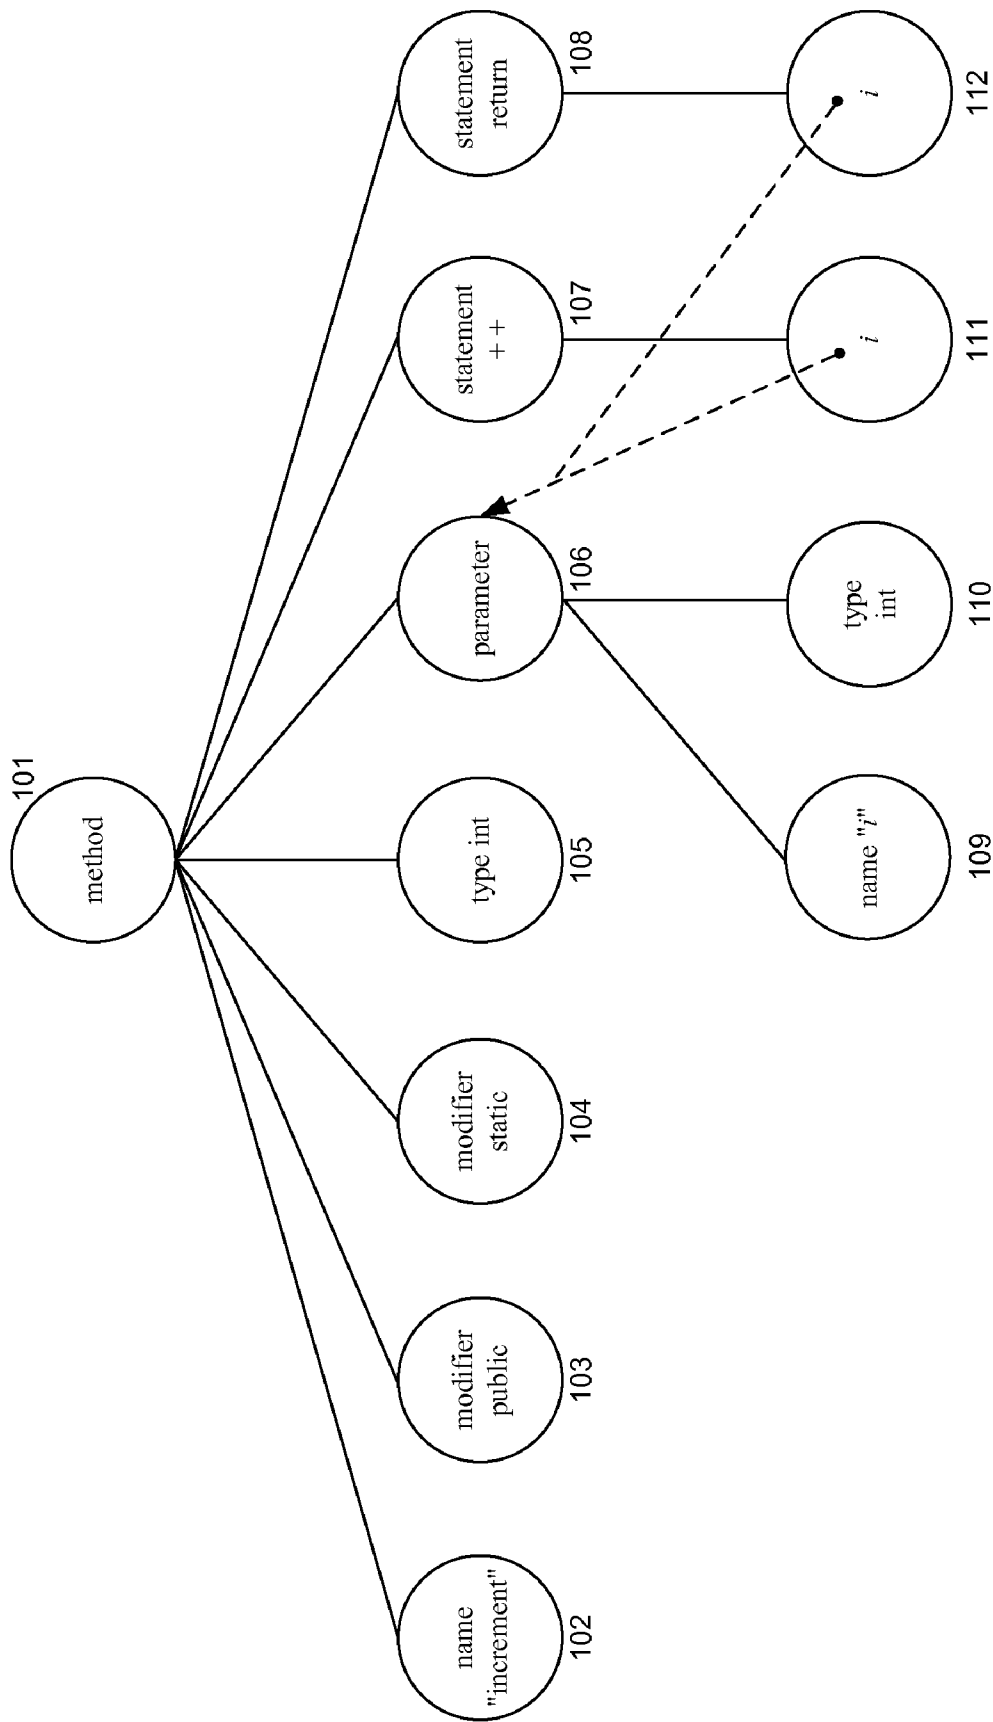 101
method
name
"increment"
102
modifier
public
103
modifier
static
104
type int
105
parameter
106
statement
+ +
107
statement
return
108
name "i"
109
type
int
110
i
111
i
112